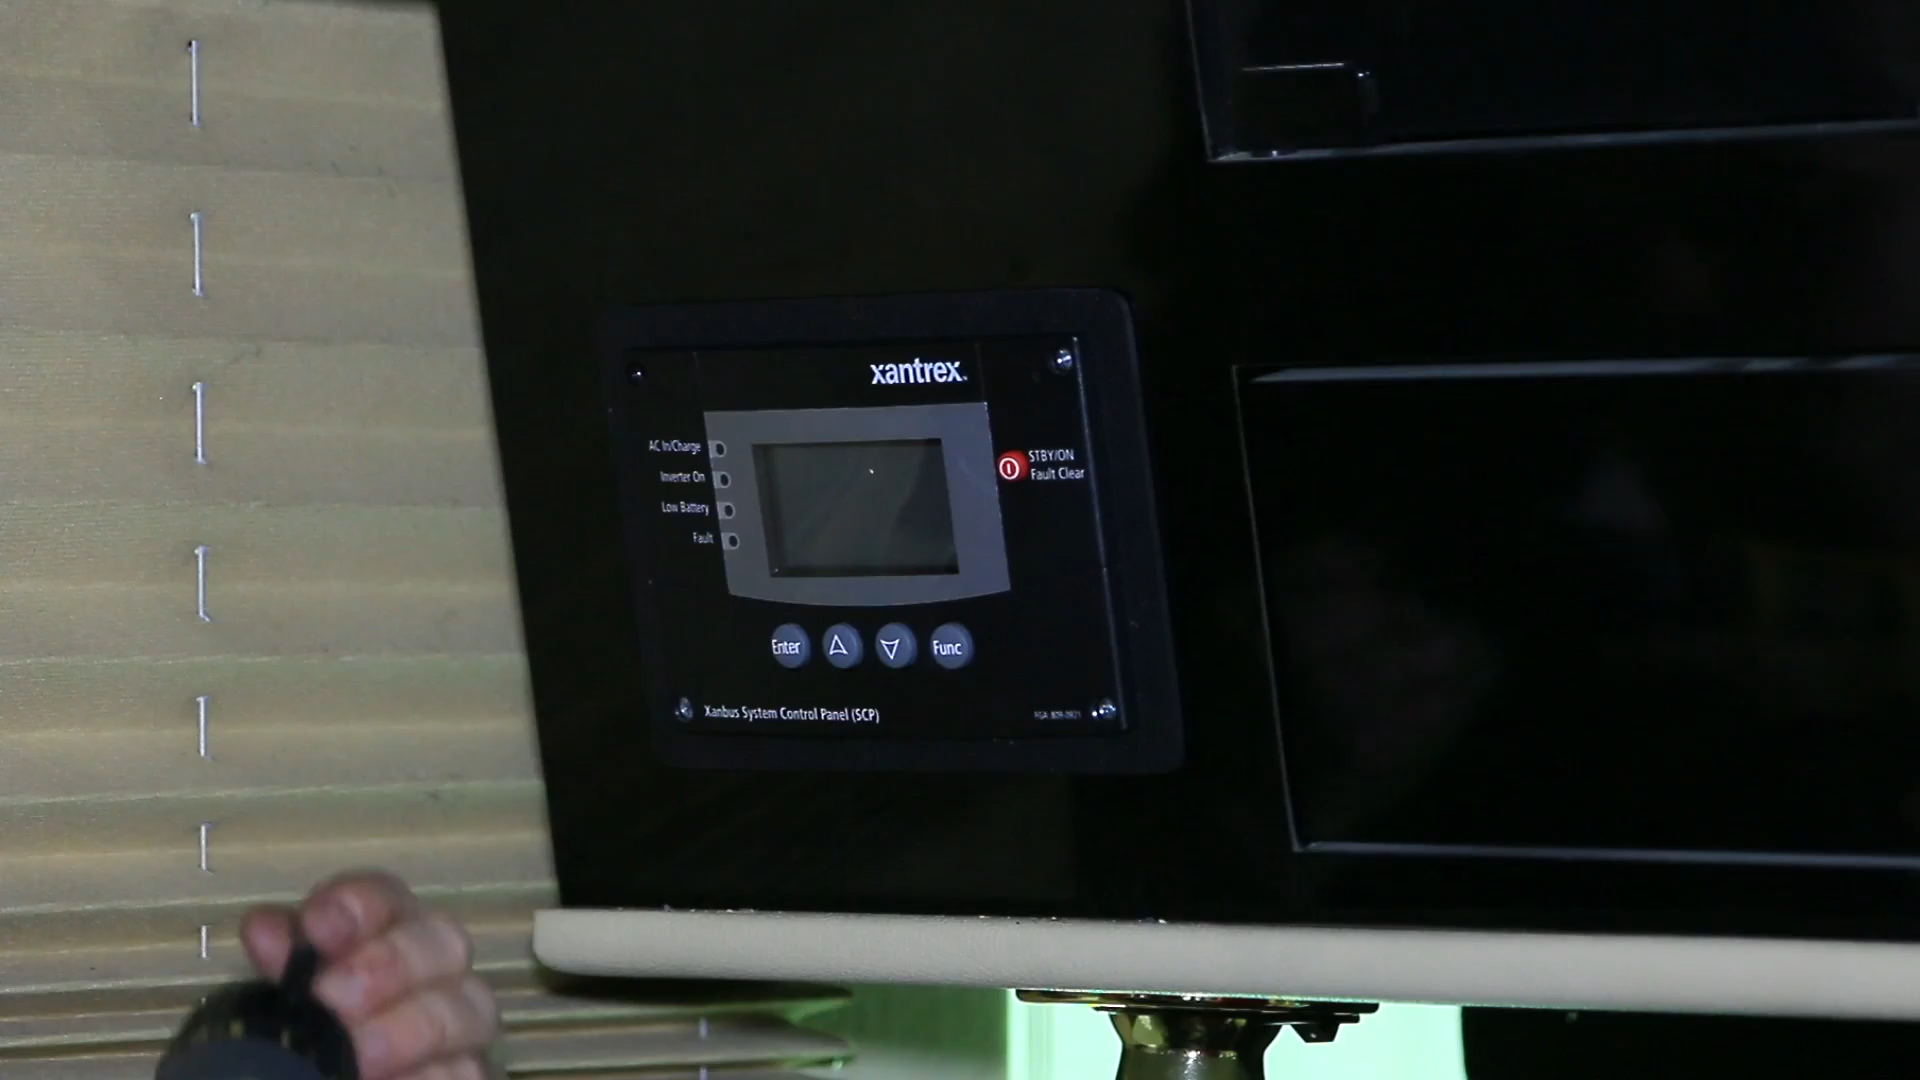 xantrex.
AC In/Charge
Inverter On
Low Battery
Fault
STBY/ON
Fault Clear
Enter
Func
Xanbus System Control Panel (SCP)